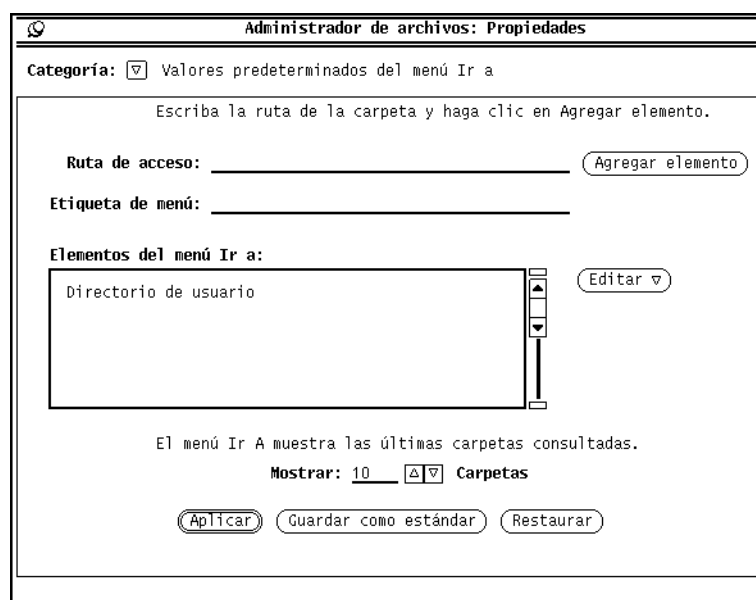 Administrador de archivos: Propiedades
Categoría: Valores predeterminados del menú Ir a
Escriba la ruta de la carpeta y haga clic en Agregar elemento.
Ruta de acceso: Agregar elemento
Etiqueta de menú:
Elementos del menú Ir a:
Directorio de usuario
Editar
El menú Ir A muestra las últimas carpetas consultadas.
Mostrar: 10 Carpetas
Aplicar Guardar como estándar Restaurar